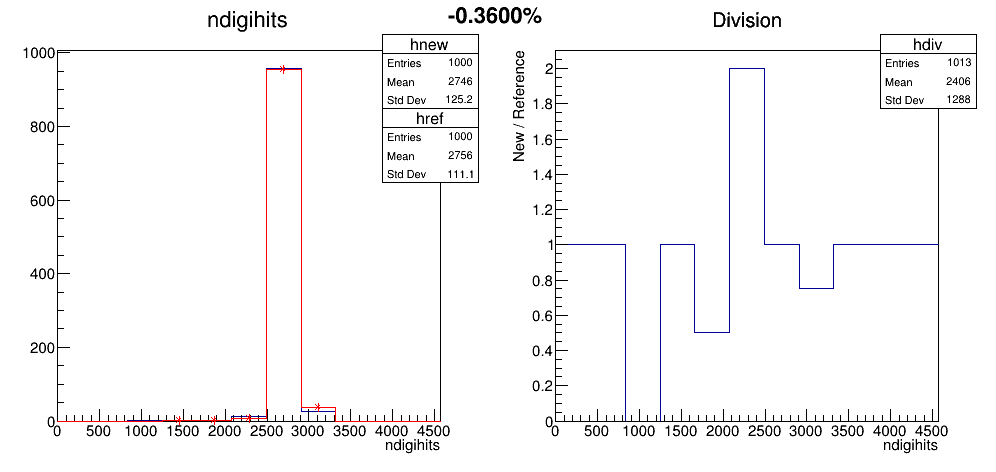 -0.3600%
ndigihits
hnew
Entries 1000
Mean 2746
Std Dev 125.2
href
Entries 1000
Mean 2756
Std Dev 111.1
1000
800
600
400
200
0
0 500 1000 1500 2000 2500 3000 3500 4000 4500
ndigihits
Division
hdiv
Entries 1013
Mean 2406
Std Dev 1288
New / Reference
2
1.8
1.6
1.4
1.2
1
0.8
0.6
0.4
0.2
0
0 500 1000 1500 2000 2500 3000 3500 4000 4500
ndigihits